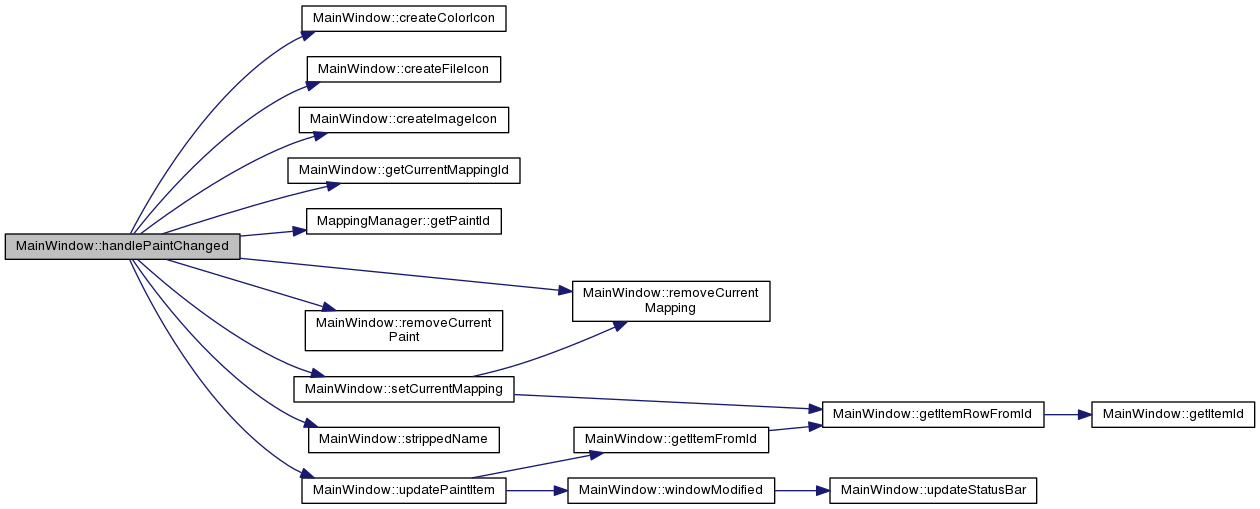 MainWindow::createColorIcon
MainWindow::createFileIcon
MainWindow::createImageIcon
MainWindow::getCurrentMappingId
MappingManager::getPaintId
MainWindow::handlePaintChanged
MainWindow::removeCurrent
Mapping
MainWindow::removeCurrent
Paint
MainWindow::setCurrentMapping
MainWindow::getItemRowFromId
MainWindow::getItemId
MainWindow::strippedName
MainWindow::getItemFromId
MainWindow::updatePaintItem
MainWindow::windowModified
MainWindow::updateStatusBar